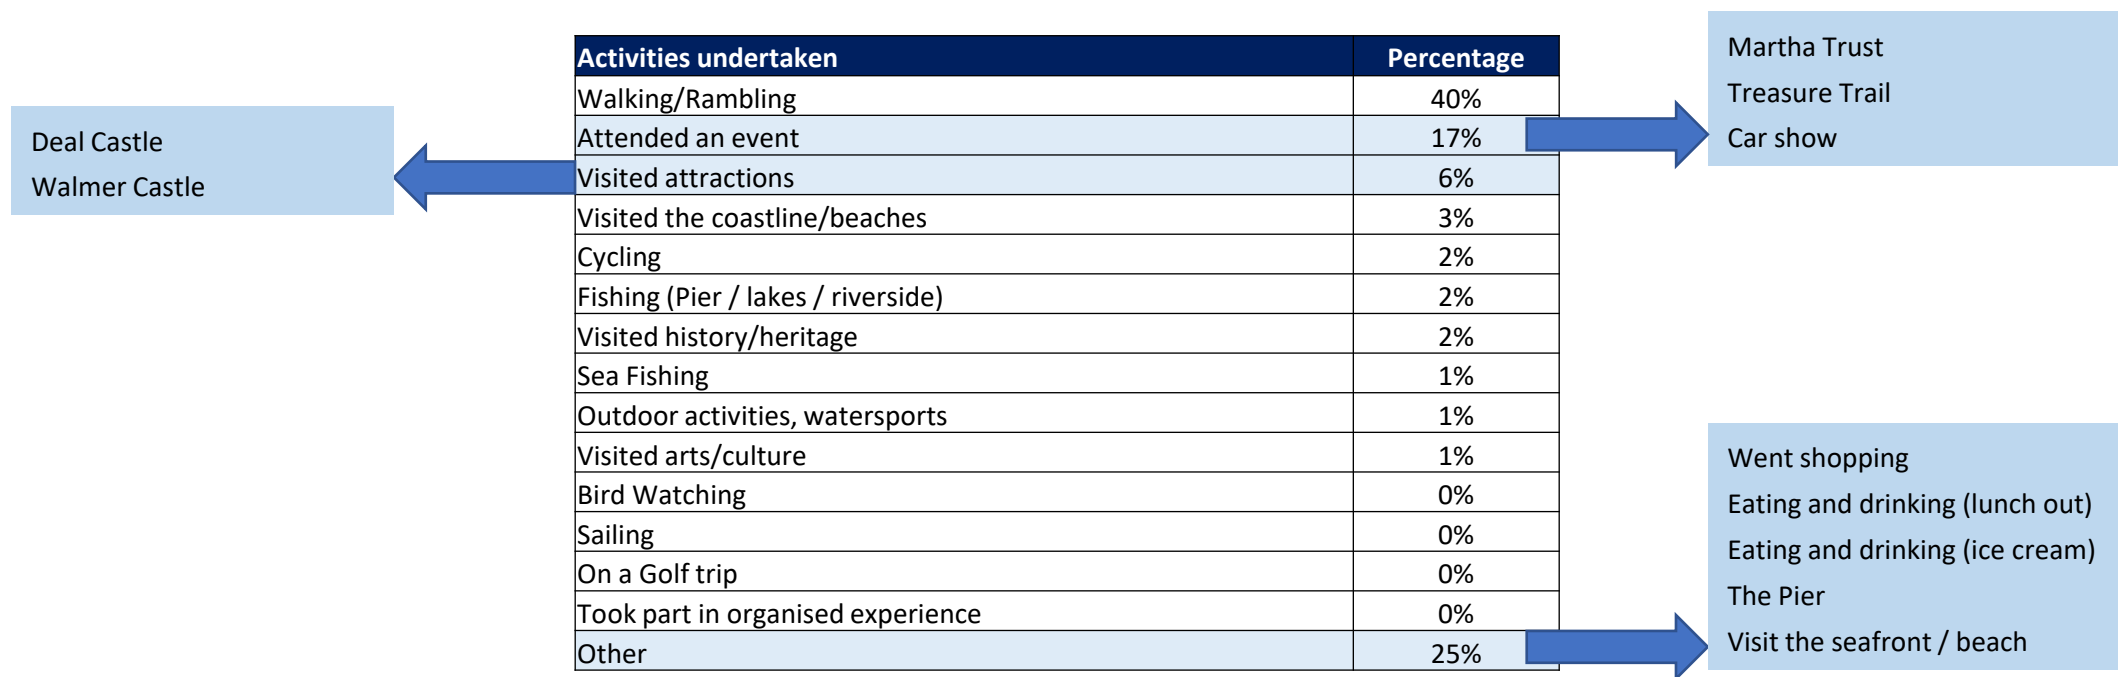 Activities undertaken Percentage
Walking/Rambling 40%
Attended an event 17%
Visited attractions 6%
Visited the coastline/beaches 3%
Cycling 2%
Fishing (Pier / lakes / riverside) 2%
Visited history/heritage 2%
Sea Fishing 1%
Outdoor activities, watersports 1%
Visited arts/culture 1%
Bird Watching 0%
Sailing 0%
On a Golf trip 0%
Took part in organised experience 0%
Other 25%
Deal Castle
Walmer Castle
Martha Trust
Treasure Trail
Car show
Went shopping
Eating and drinking (lunch out)
Eating and drinking (ice cream)
The Pier
Visit the seafront / beach